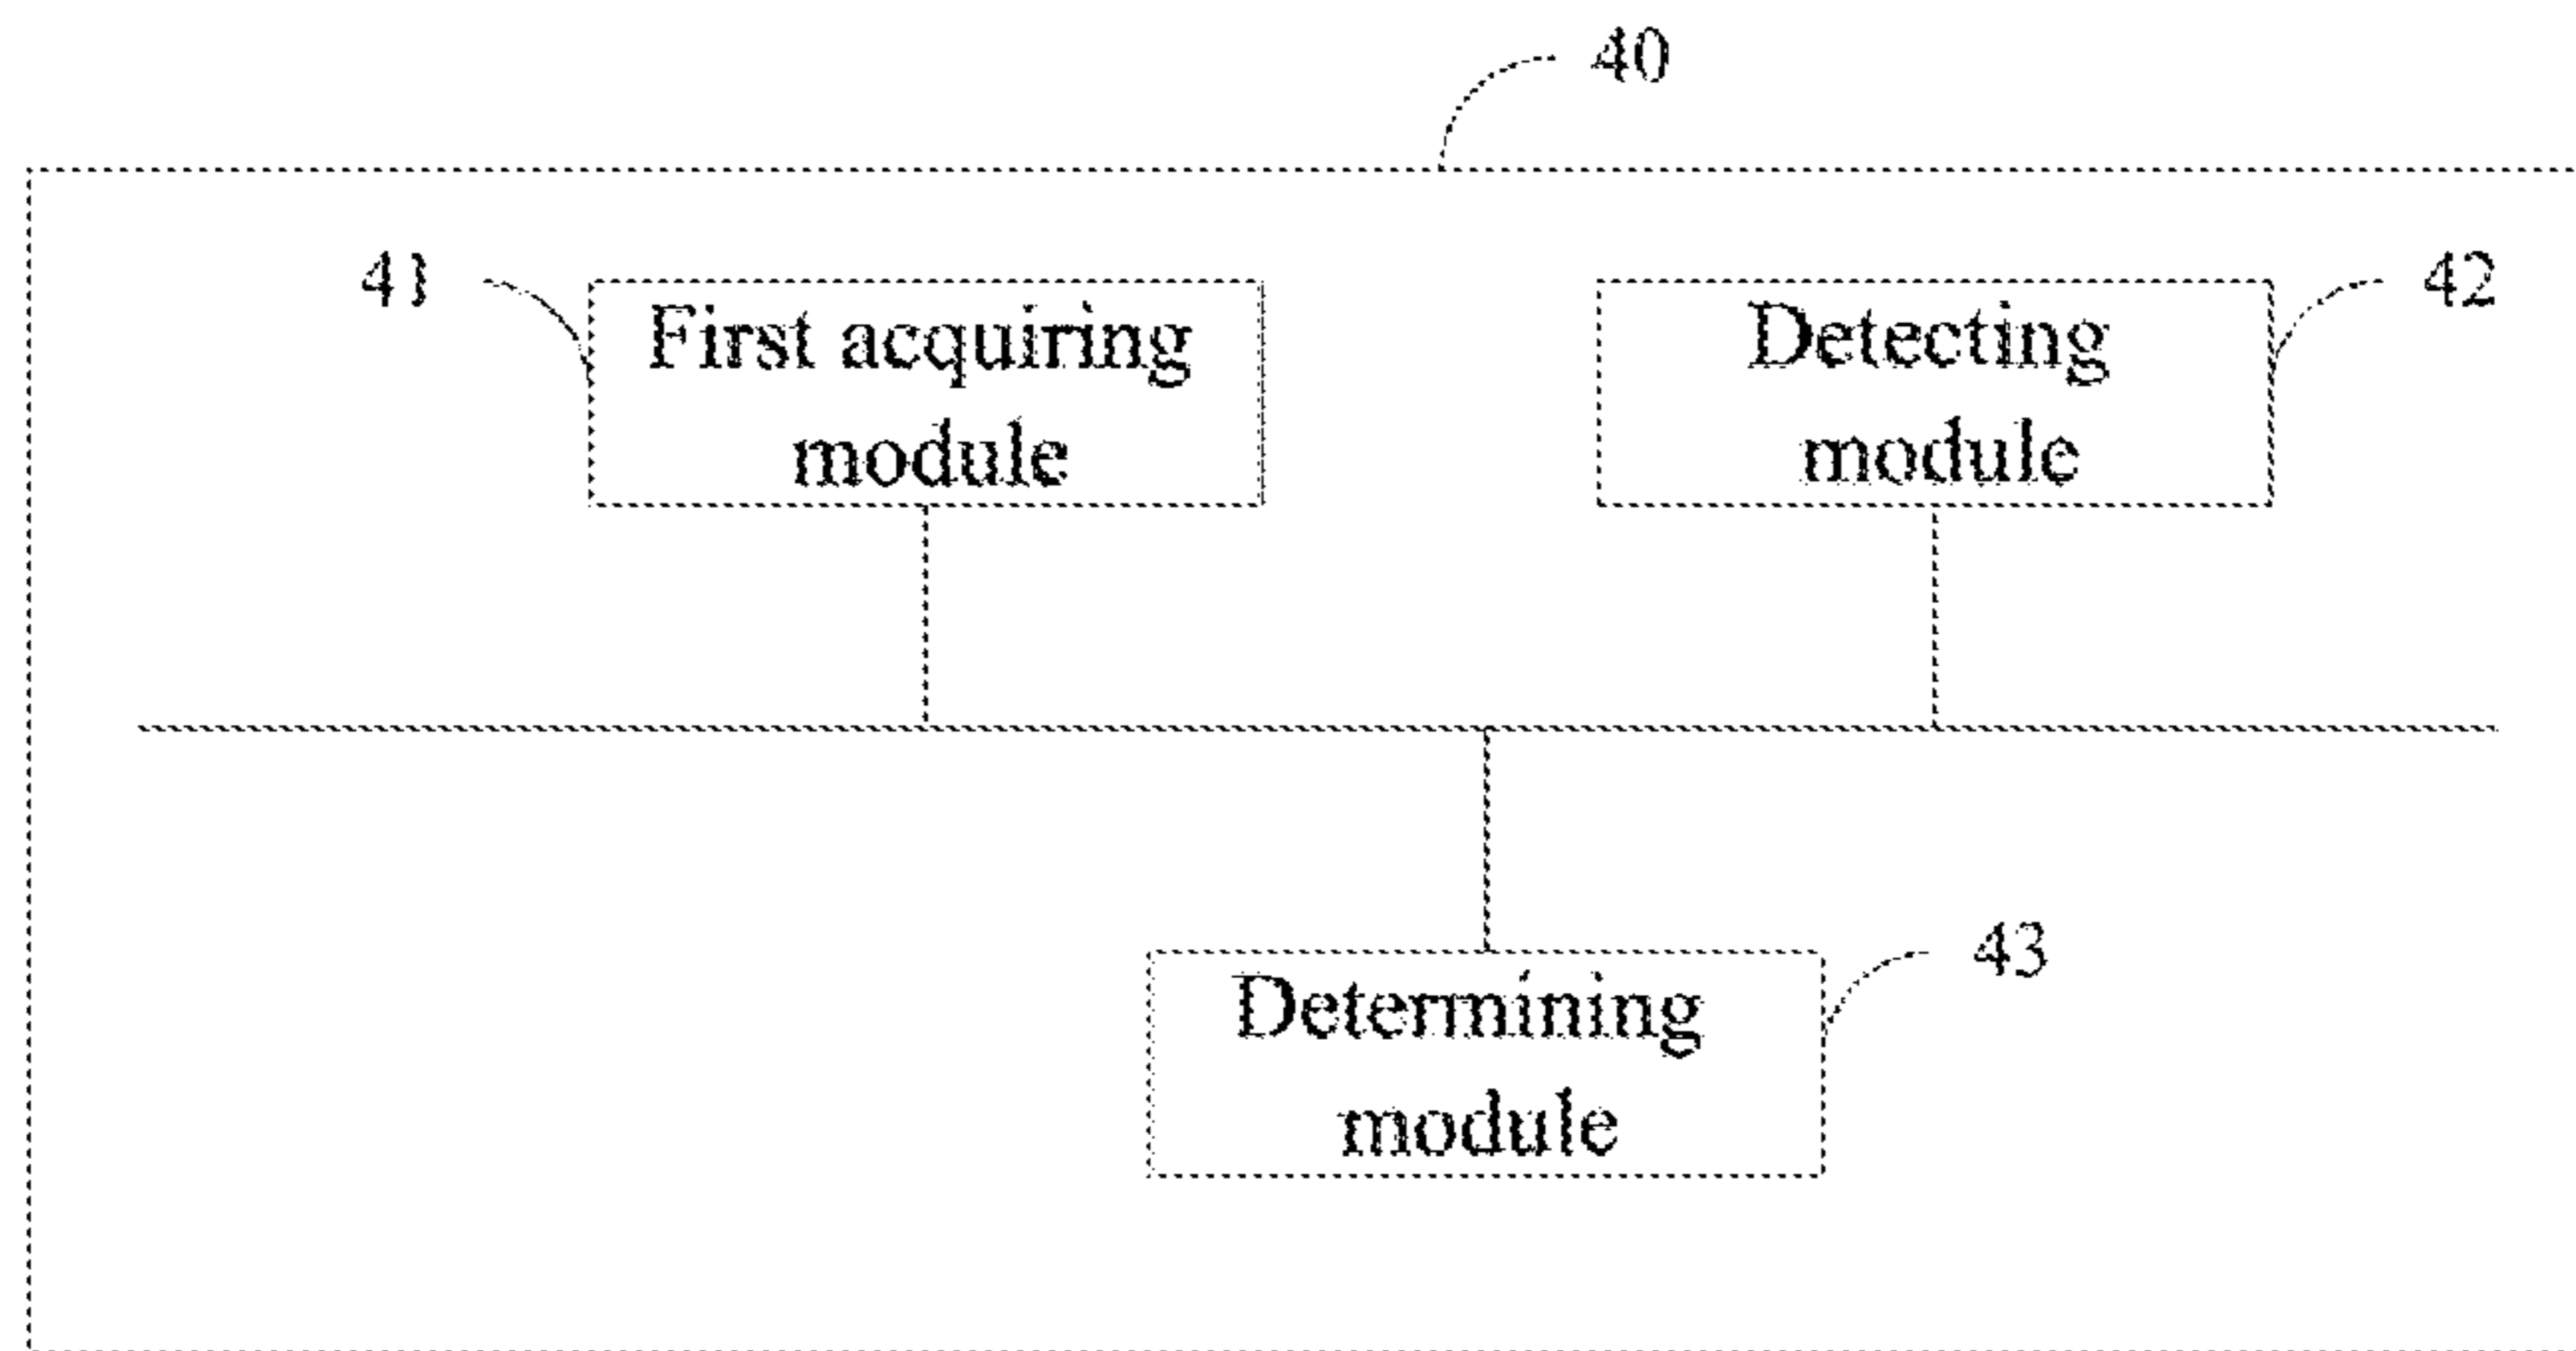 40
41
First acquiring
module
Detecting
module
42
Determining
module
43